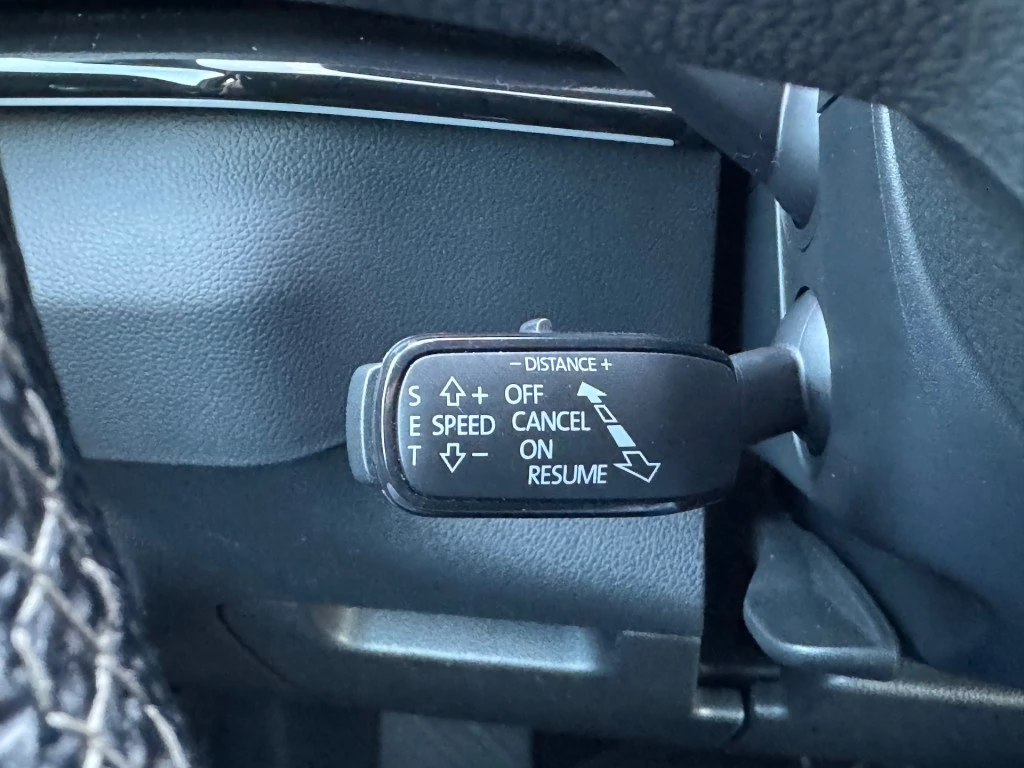 − DISTANCE +
S + OFF
E SPEED CANCEL
T − ON
RESUME